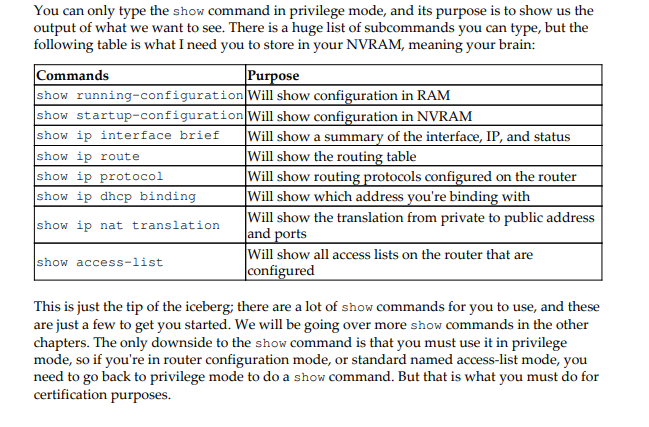 You can only type the show command in privilege mode, and its purpose is to show us the
output of what we want to see. There is a huge list of subcommands you can type, but the
following table is what I need you to store in your NVRAM, meaning your brain:
Commands Purpose
show running-configuration Will show configuration in RAM
show startup-configuration Will show configuration in NVRAM
show ip interface brief Will show a summary of the interface, IP, and status
show ip route Will show the routing table
show ip protocol Will show routing protocols configured on the router
show ip dhcp binding Will show which address you're binding with
show ip nat translation Will show the translation from private to public address
and ports
show access-list Will show all access lists on the router that are
configured
This is just the tip of the iceberg; there are a lot of show commands for you to use, and these
are just a few to get you started. We will be going over more show commands in the other
chapters. The only downside to the show command is that you must use it in privilege
mode, so if you're in router configuration mode, or standard named access-list mode, you
need to go back to privilege mode to do a show command. But that is what you must do for
certification purposes.